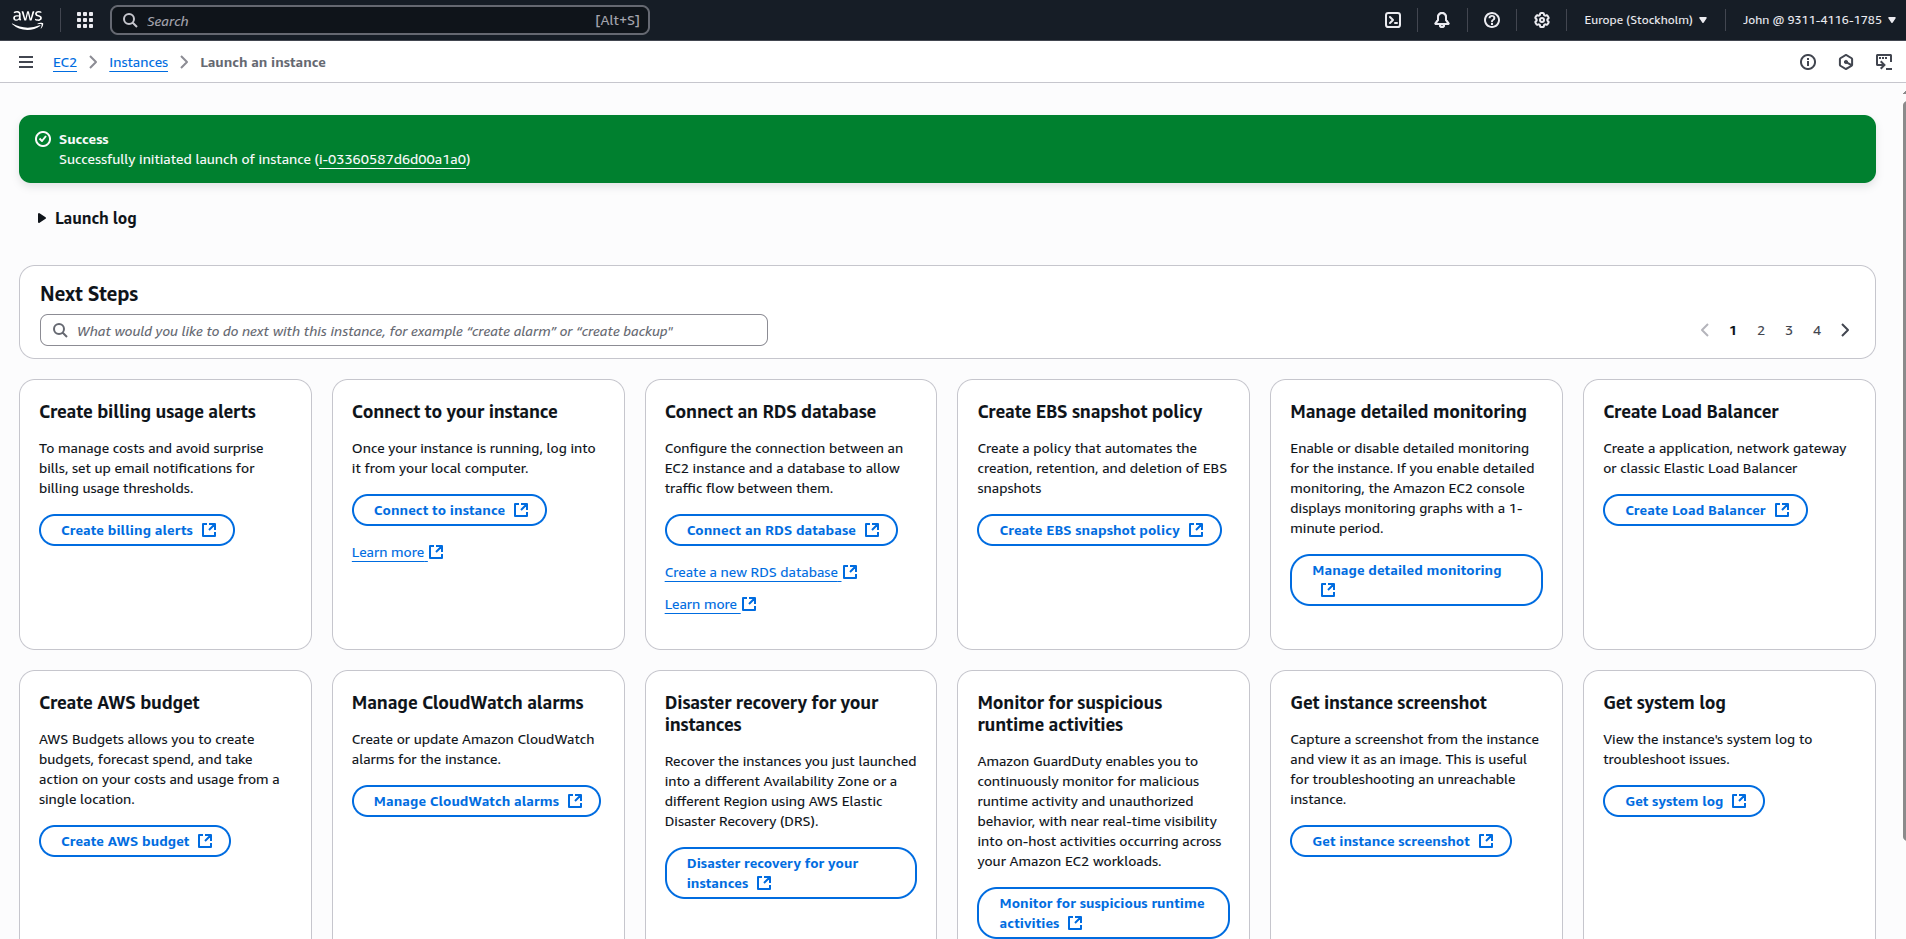 aws
Search [Alt+S]
Europe (Stockholm)
John @ 9311-4116-1785
EC2
Instances
Launch an instance
Success
Successfully initiated launch of instance (i-03360587d6d00a1a0)
Launch log
Next Steps
What would you like to do next with this instance, for example “create alarm” or “create backup”
1 2 3 4
Create billing usage alerts
To manage costs and avoid surprise
bills, set up email notifications for
billing usage thresholds.
Create billing alerts
Connect to your instance
Once your instance is running, log into
it from your local computer.
Connect to instance
Learn more
Connect an RDS database
Configure the connection between an
EC2 instance and a database to allow
traffic flow between them.
Connect an RDS database
Create a new RDS database
Learn more
Create EBS snapshot policy
Create a policy that automates the
creation, retention, and deletion of EBS
snapshots
Create EBS snapshot policy
Manage detailed monitoring
Enable or disable detailed monitoring
for the instance. If you enable detailed
monitoring, the Amazon EC2 console
displays monitoring graphs with a 1-
minute period.
Manage detailed monitoring
Create Load Balancer
Create a application, network gateway
or classic Elastic Load Balancer
Create Load Balancer
Create AWS budget
AWS Budgets allows you to create
budgets, forecast spend, and take
action on your costs and usage from a
single location.
Create AWS budget
Manage CloudWatch alarms
Create or update Amazon CloudWatch
alarms for the instance.
Manage CloudWatch alarms
Disaster recovery for your
instances
Recover the instances you just launched
into a different Availability Zone or a
different Region using AWS Elastic
Disaster Recovery (DRS).
Disaster recovery for your
instances
Monitor for suspicious
runtime activities
Amazon GuardDuty enables you to
continuously monitor for malicious
runtime activity and unauthorized
behavior, with near real-time visibility
into on-host activities occurring across
your Amazon EC2 workloads.
Monitor for suspicious runtime
activities
Get instance screenshot
Capture a screenshot from the instance
and view it as an image. This is useful
for troubleshooting an unreachable
instance.
Get instance screenshot
Get system log
View the instance's system log to
troubleshoot issues.
Get system log